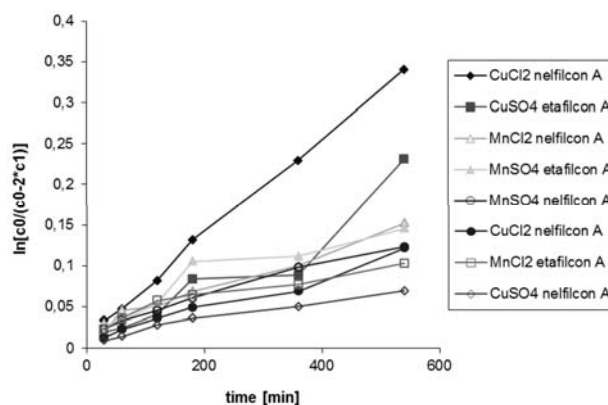 0,4
0,35
0,3
0,25
0,2
0,15
0,1
0,05
0
0 200 400 600
ln[c0/(c0-2*c1)]
time [min]
CuCl2 nelfilcon A
CuSO4 etafilcon A
MnCl2 nelfilcon A
MnSO4 etafilcon A
MnSO4 nelfilcon A
CuCl2 nelfilcon A
MnCl2 etafilcon A
CuSO4 nelfilcon A